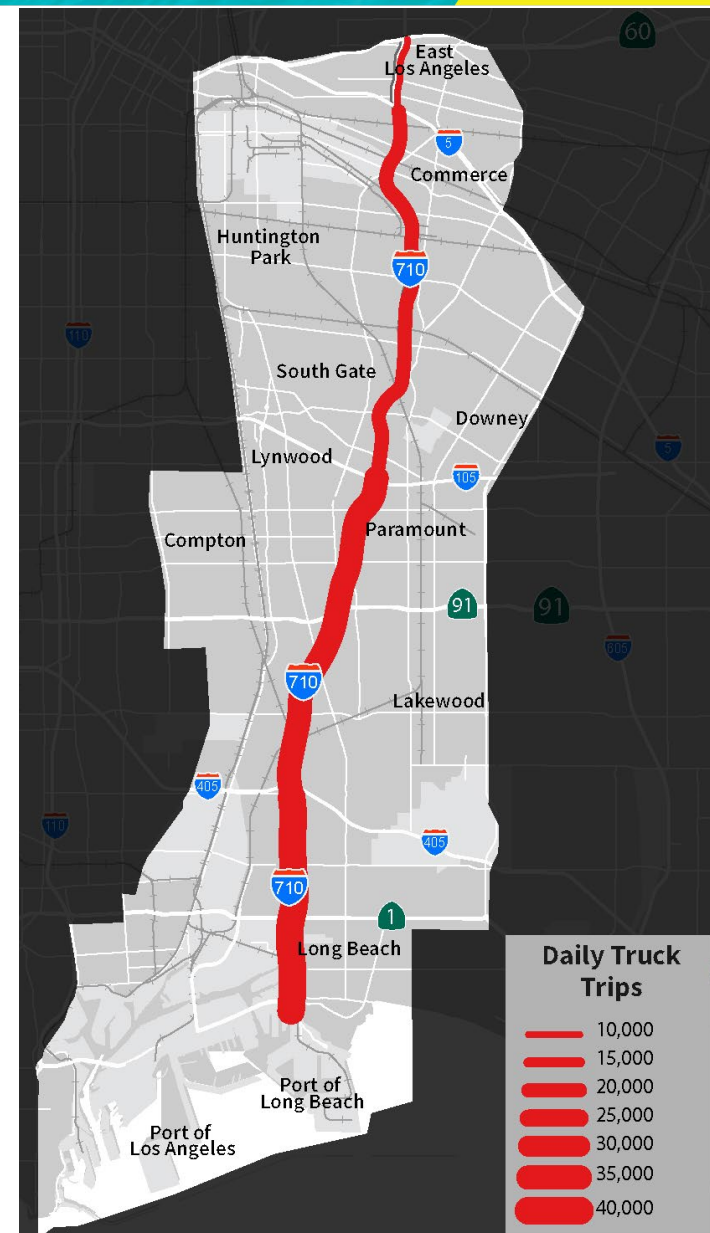 60
East
Los Angeles
5
Commerce
Huntington
Park
710
110
South Gate
Downey
Lynwood
5
105
Paramount
Compton
91
91
605
710
Lakewood
405
110
405
710
1
Long Beach
Port of
Long Beach
Port of
Los Angeles
Daily Truck
Trips
10,000
15,000
20,000
25,000
30,000
35,000
40,000